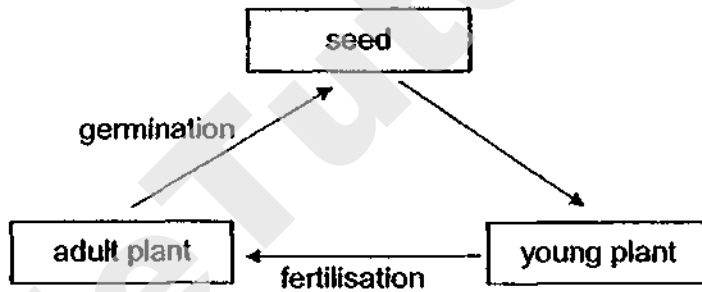 seed
germination
adult plant
fertilisation
young plant